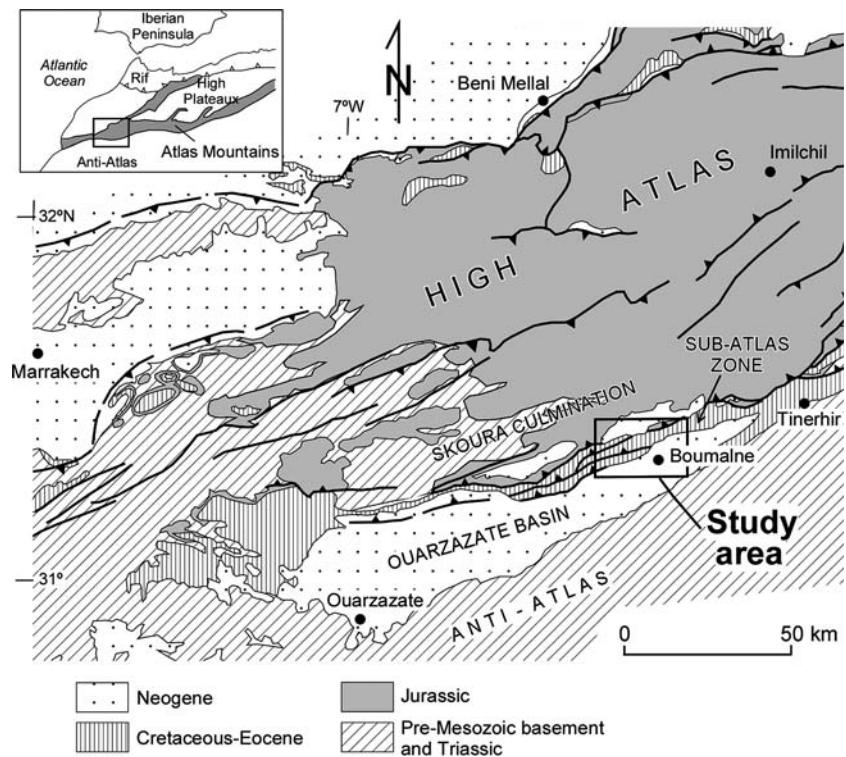 Iberian
Peninsula
Atlantic
Ocean
Rif
High
Plateaux
Atlas Mountains
Anti-Atlas
N
7ºW
Beni Mellal
Imilchil
32ºN
HIGH
ATLAS
Marrakech
SUB-ATLAS
ZONE
Tinerhir
SKOURA CULMINATION
Boumalne
Study
area
OUARZAZATE BASIN
31º
Ouarzazate
ANTI-ATLAS
0
50 km
Neogene
Jurassic
Cretaceous-Eocene
Pre-Mesozoic basement
and Triassic